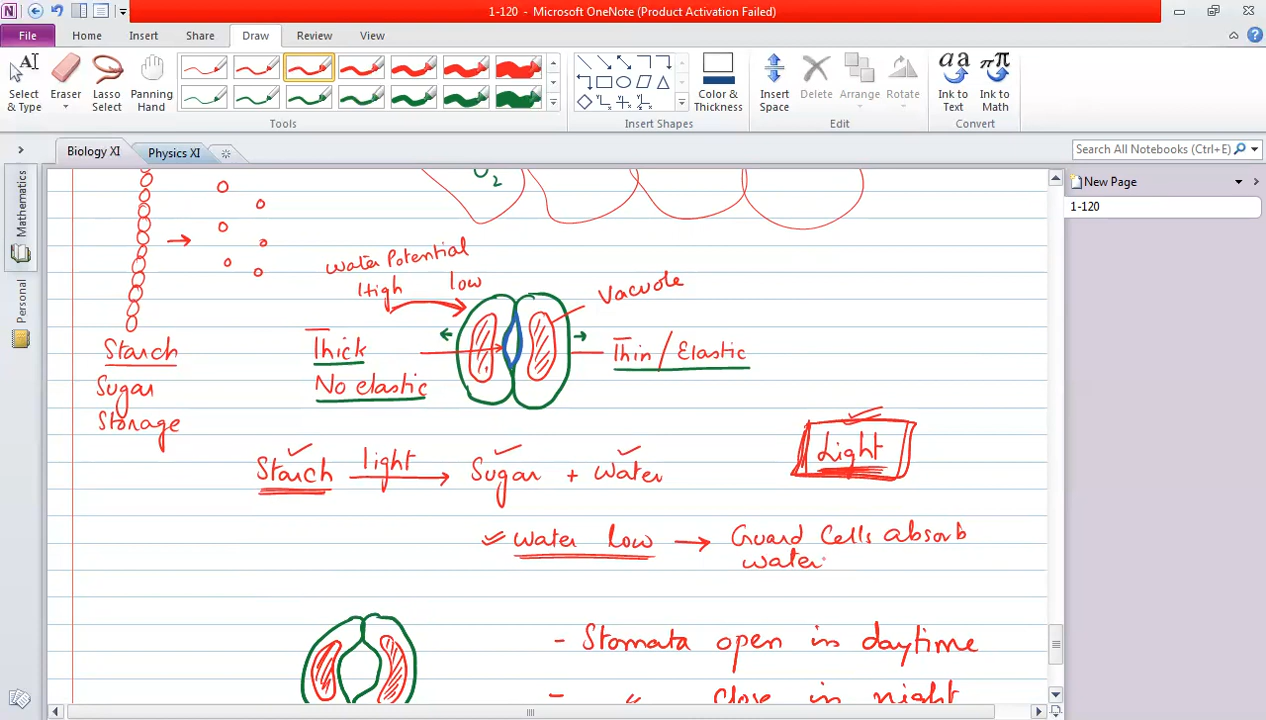 1-120 - Microsoft OneNote (Product Activation Failed)
File Home Insert Share Draw Review View
Select & Type
Eraser
Lasso Select
Panning Hand
Color & Thickness
Insert Space
Delete
Arrange
Rotate
Ink to Text
Ink to Math
Tools
Insert Shapes
Edit
Convert
Biology XI
Physics XI
Search All Notebooks (Ctrl+E)
New Page
1-120
Mathematics
Personal
Water Potential
High low
Vacuole
Thick
Thin / Elastic
No elastic
Starch
Sugar
Storage
Light
Starch light → Sugar + water
water low → Guard Cells absorb
water
- Stomata open in daytime
- " close in night